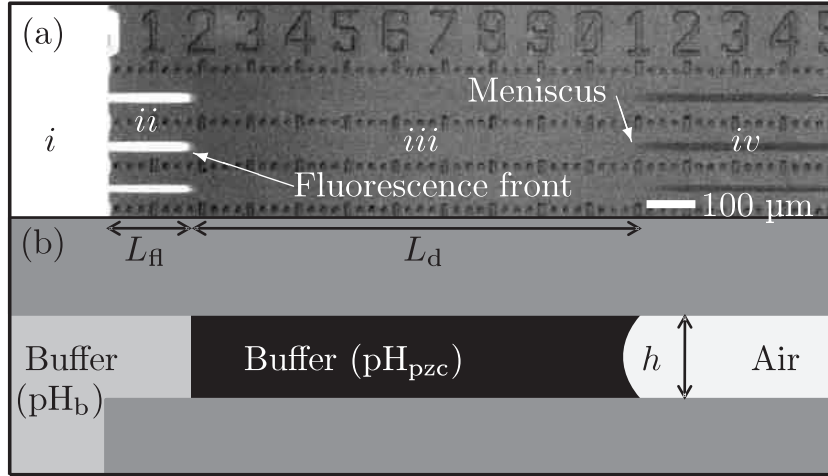 (a)
1 2 3 4 5 6 7 8 9 0 1 2 3 4 5
Meniscus
i ii iii iv
Fluorescence front
100 μm
(b) L_fl L_d
Buffer (pH_b) Buffer (pH_pzc) h Air